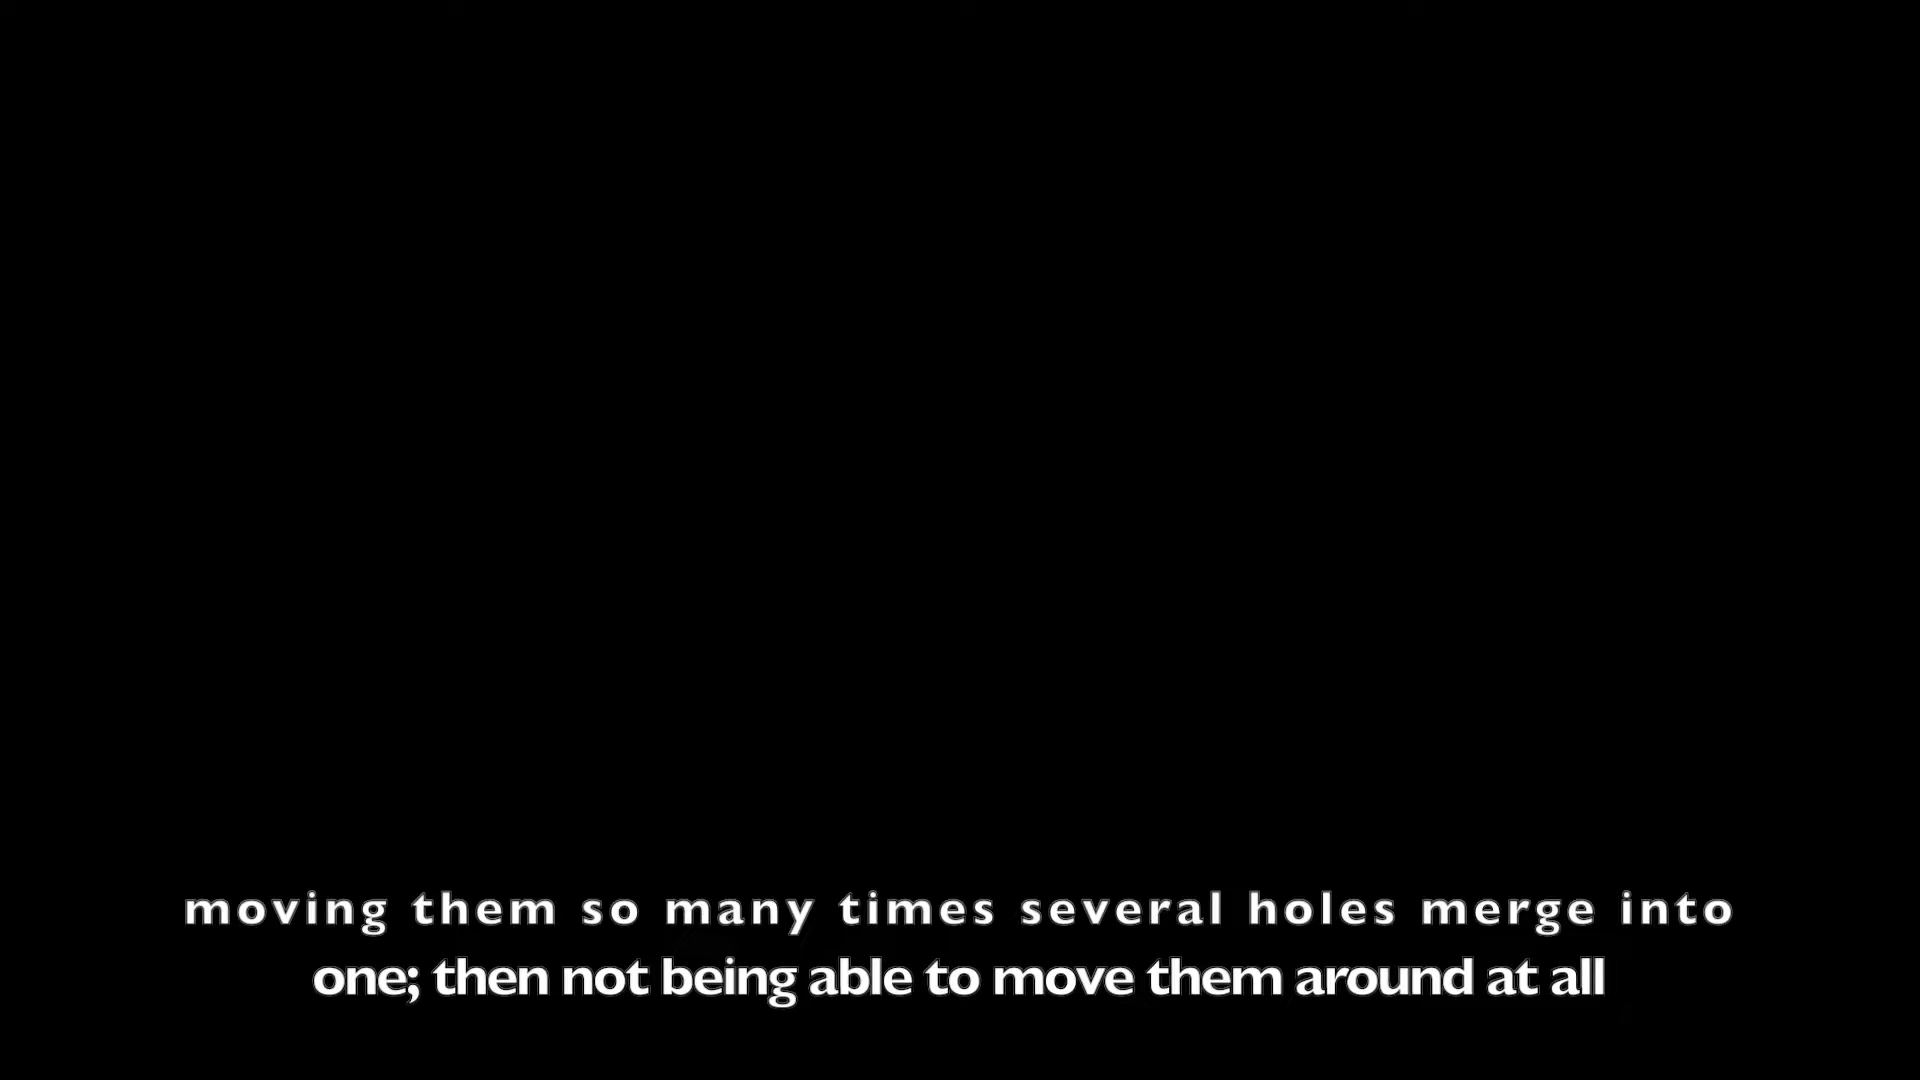 moving them so many times several holes merge into
one; then not being able to move them around at all